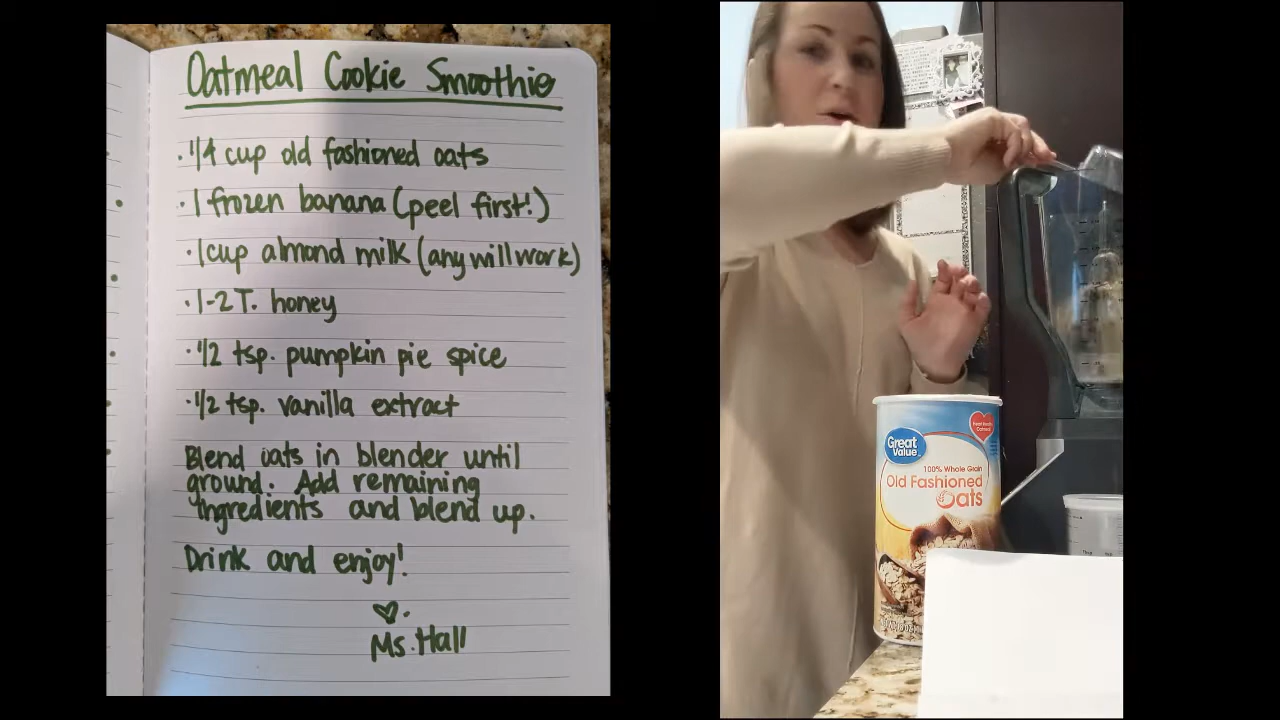 Oatmeal Cookie Smoothie
· 1/4 cup old fashioned oats
· 1 frozen banana (peel first!)
· 1 cup almond milk (any will work)
· 1-2 T. honey
· 1/2 tsp. pumpkin pie spice
· 1/2 tsp. vanilla extract
Blend oats in blender until
ground. Add remaining
ingredients and blend up.
Drink and enjoy!
♡.
Ms. Hall
Great
Value
100% Whole Grain
Old Fashioned
Oats